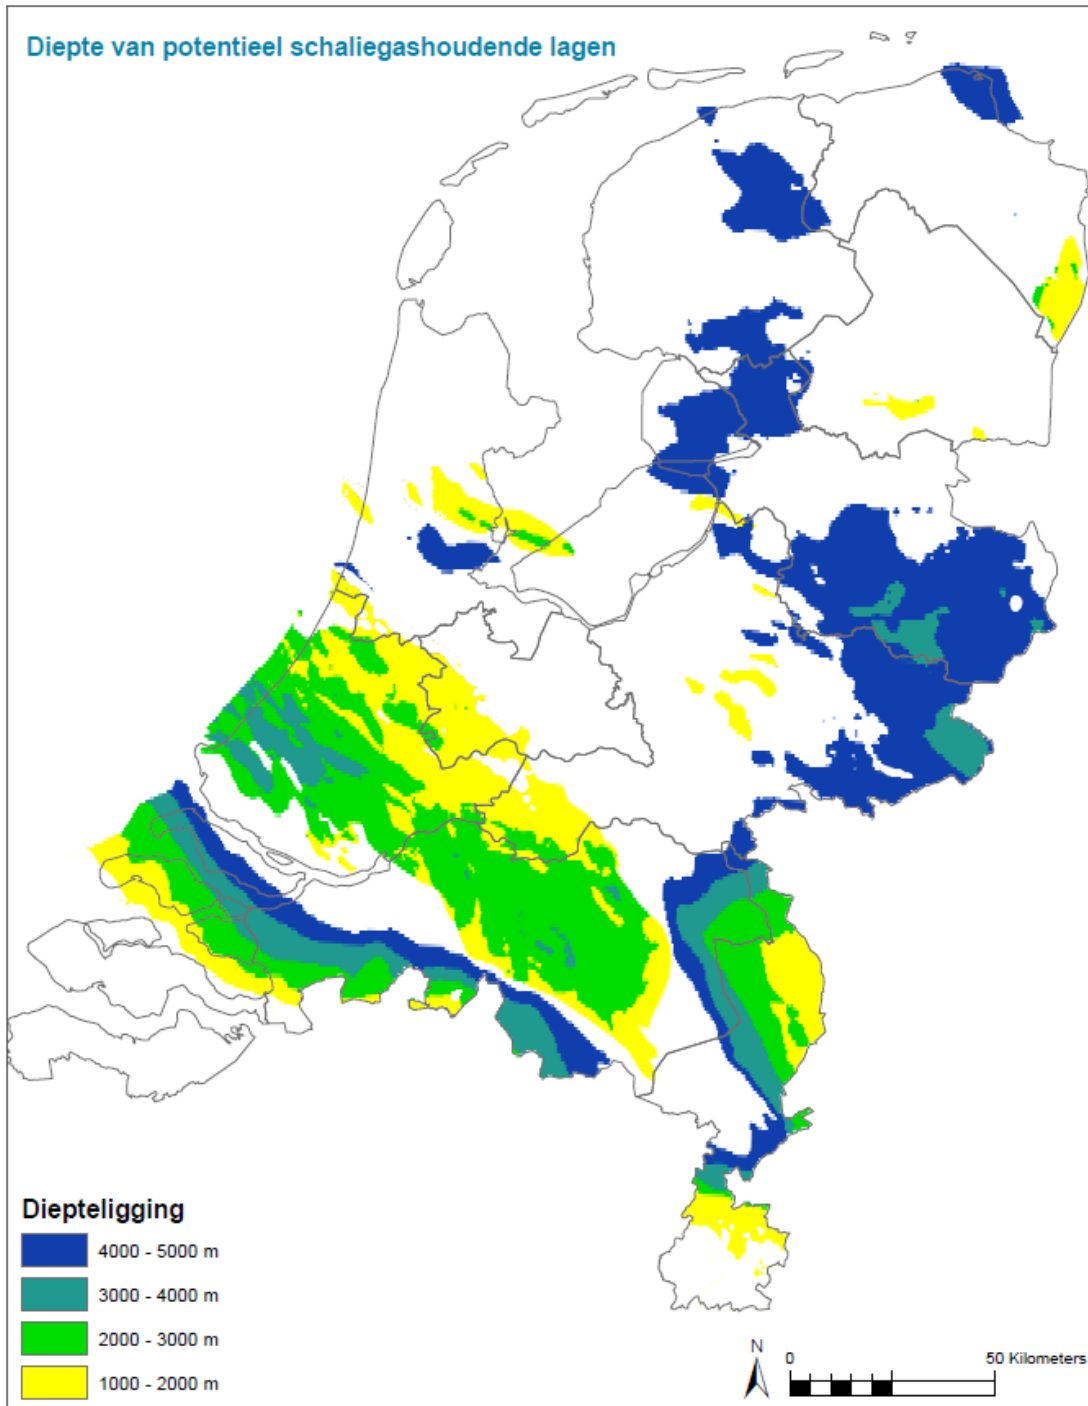 Diepte van potentieel schaliegashoudende lagen
Diepteligging
4000 - 5000 m
3000 - 4000 m
2000 - 3000 m
1000 - 2000 m
N
0 50 Kilometers